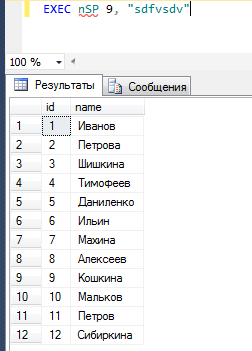 EXEC nSP 9, "sdfvsdv"
100 %
Результаты Сообщения
id name
1 1 Иванов
2 2 Петрова
3 3 Шишкина
4 4 Тимофеев
5 5 Даниленко
6 6 Ильин
7 7 Махина
8 8 Алексеев
9 9 Кошкина
10 10 Мальков
11 11 Петров
12 12 Сибиркина